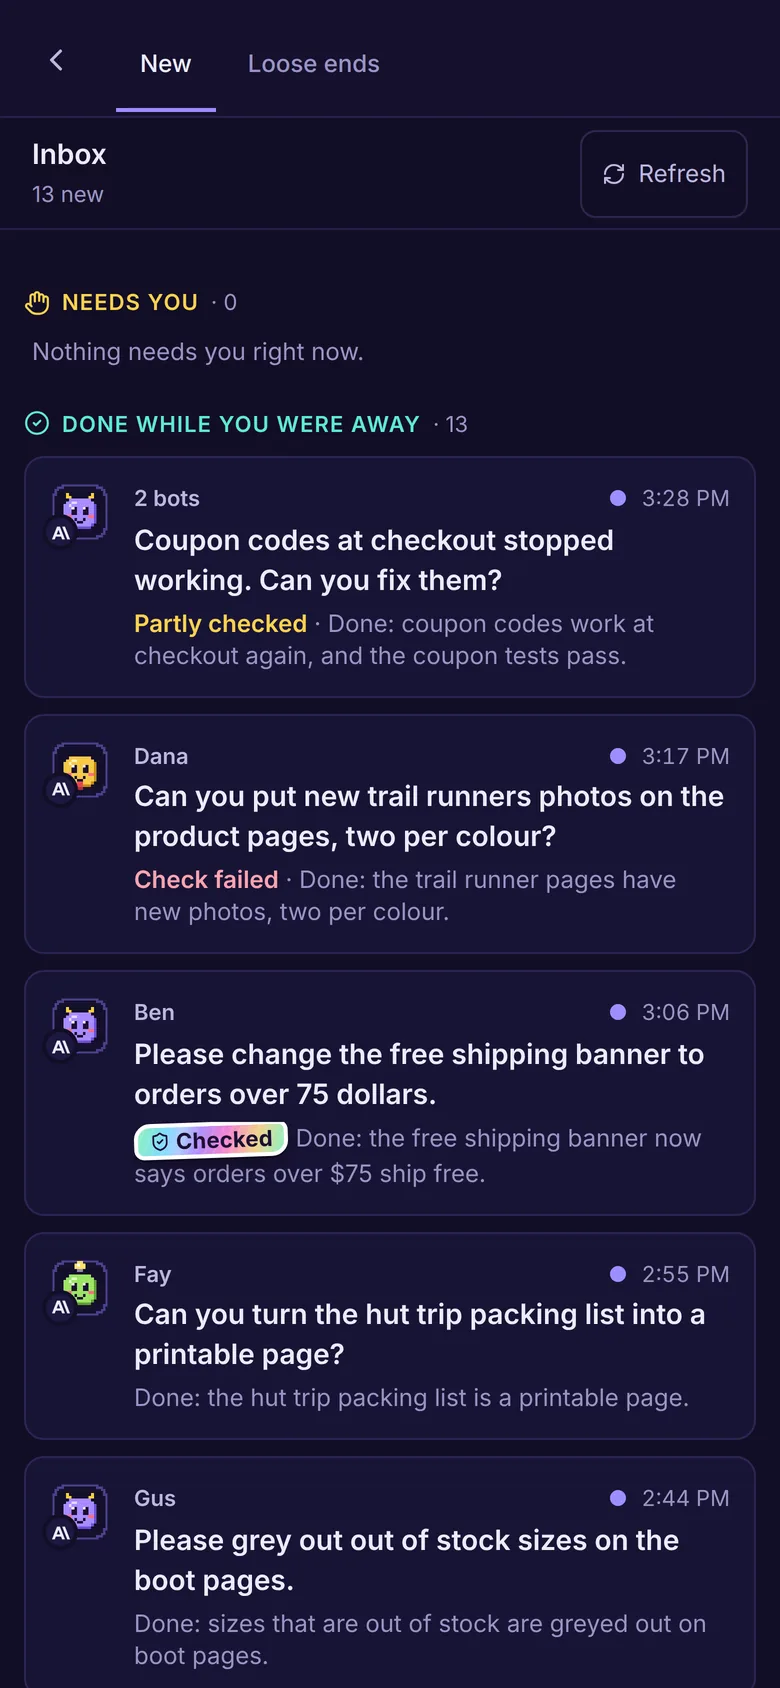 New
Loose ends
Inbox
13 new
Refresh
NEEDS YOU · 0
Nothing needs you right now.
DONE WHILE YOU WERE AWAY · 13
2 bots
3:28 PM
A\
Coupon codes at checkout stopped
working. Can you fix them?
Partly checked · Done: coupon codes work at
checkout again, and the coupon tests pass.
Dana
3:17 PM
A\
Can you put new trail runners photos on the
product pages, two per colour?
Check failed · Done: the trail runner pages have
new photos, two per colour.
Ben
3:06 PM
A\
Please change the free shipping banner to
orders over 75 dollars.
Checked Done: the free shipping banner now
says orders over $75 ship free.
Fay
2:55 PM
A\
Can you turn the hut trip packing list into a
printable page?
Done: the hut trip packing list is a printable page.
Gus
2:44 PM
A\
Please grey out out of stock sizes on the
boot pages.
Done: sizes that are out of stock are greyed out on
boot pages.